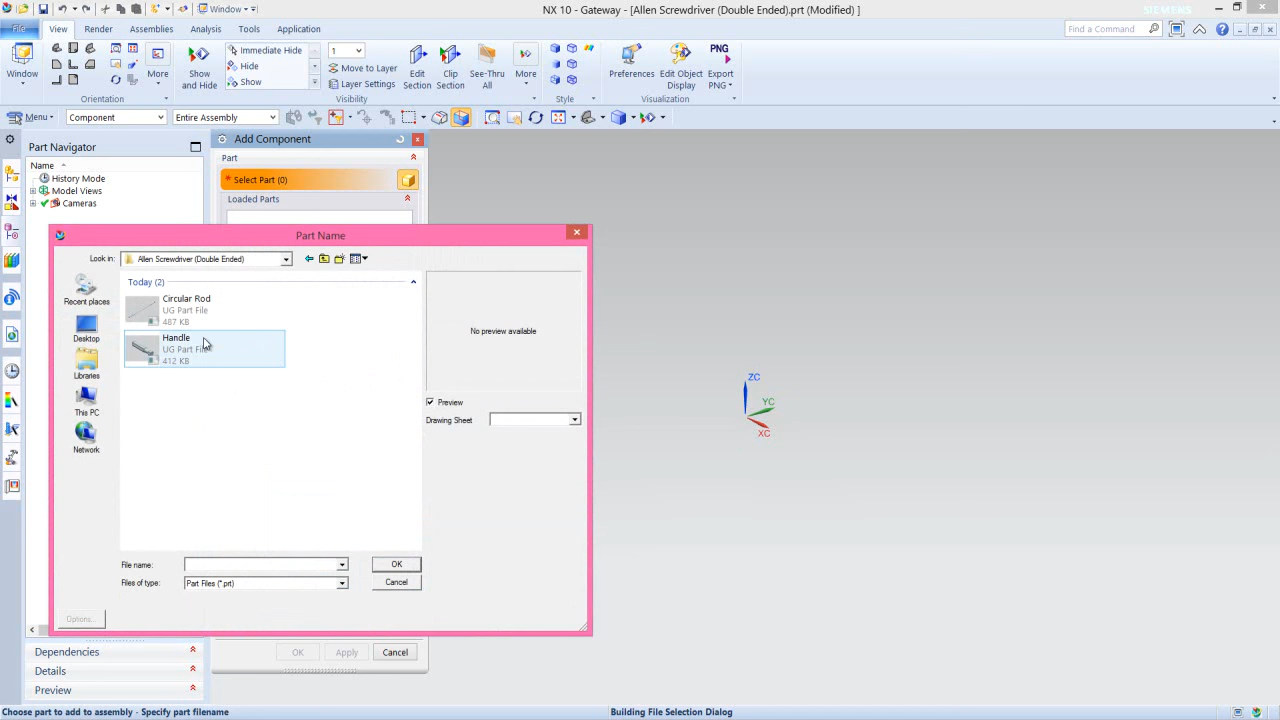 NX 10 - Gateway - [Allen Screwdriver (Double Ended).prt (Modified) ]
SIEMENS
Window
File
View
Render
Assemblies
Analysis
Tools
Application
Find a Command
Window
Orientation
More
Show and Hide
Immediate Hide
Hide
Show
1
Move to Layer
Layer Settings
Visibility
Edit Section
Clip Section
See-Thru All
More
Style
Preferences
Edit Object Display
Export PNG
PNG
Visualization
Menu
Component
Entire Assembly
Part Navigator
Name
History Mode
Model Views
Cameras
Add Component
Part
* Select Part (0)
Loaded Parts
Part Name
Look in:
Allen Screwdriver (Double Ended)
Recent places
Desktop
Libraries
This PC
Network
Today (2)
Circular Rod
UG Part File
487 KB
Handle
UG Part File
412 KB
No preview available
Preview
Drawing Sheet
File name:
OK
Files of type:
Part Files (*.prt)
Cancel
Options...
ZC
YC
XC
Dependencies
Details
Preview
OK
Apply
Cancel
Choose part to add to assembly - Specify part filename
Building File Selection Dialog